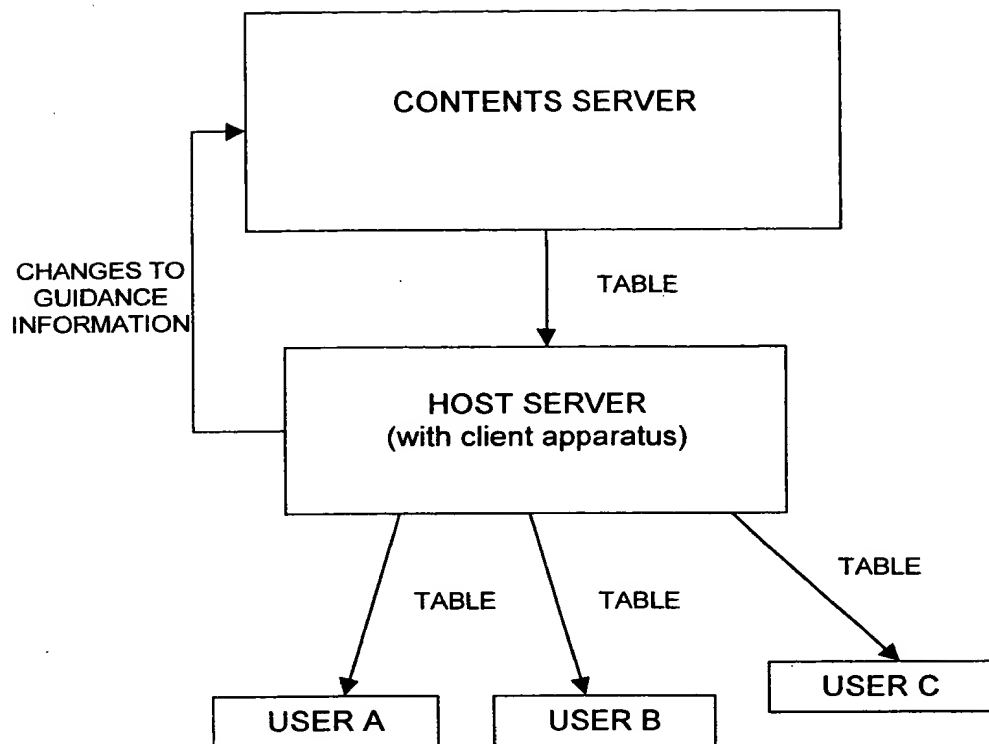 CONTENTS SERVER
CHANGES TO
GUIDANCE
INFORMATION
TABLE
HOST SERVER
(with client apparatus)
TABLE
TABLE
TABLE
USER A
USER B
USER C